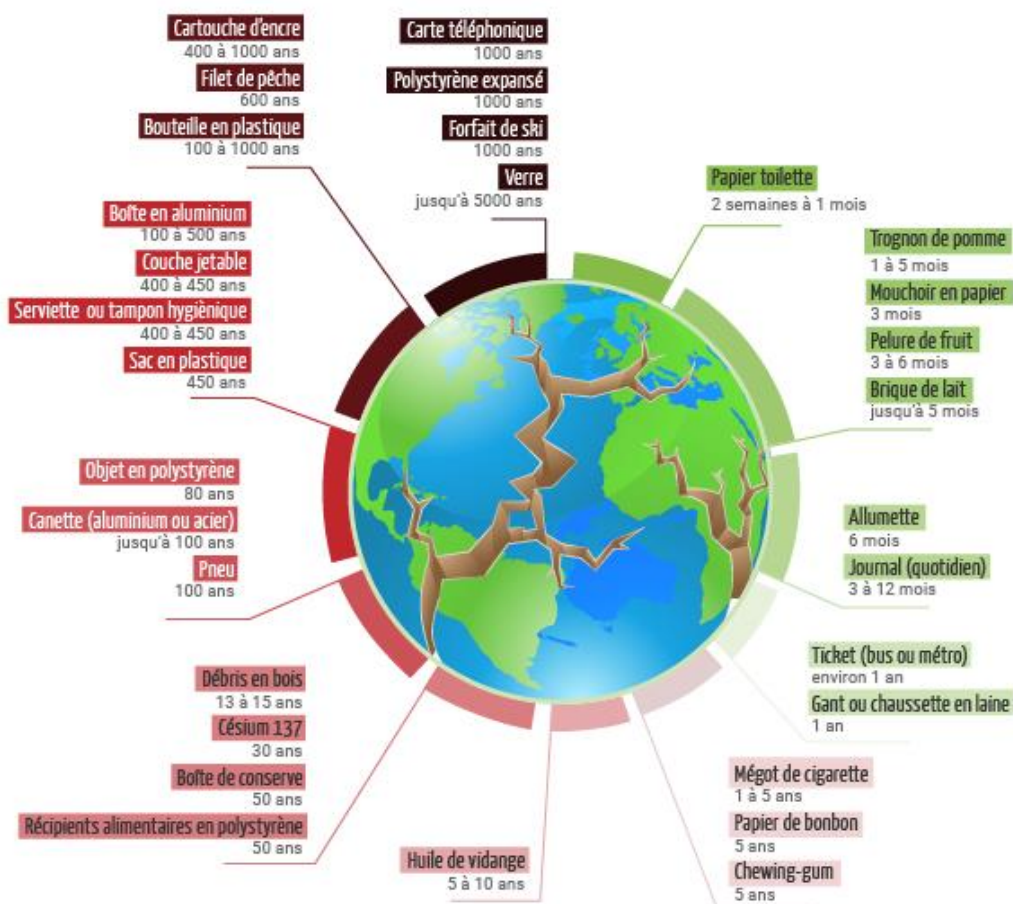 Cartouche d'encre
400 à 1000 ans
Filet de pêche
600 ans
Bouteille en plastique
100 à 1000 ans
Carte téléphonique
1000 ans
Polystyrène expansé
1000 ans
Forfait de ski
1000 ans
Verre
jusqu'à 5000 ans
Papier toilette
2 semaines à 1 mois
Trognon de pomme
1 à 5 mois
Mouchoir en papier
3 mois
Pelure de fruit
3 à 6 mois
Brique de lait
jusqu'à 5 mois
Boîte en aluminium
100 à 500 ans
Couche jetable
400 à 450 ans
Serviette ou tampon hygiènique
400 à 450 ans
Sac en plastique
450 ans
Objet en polystyrène
80 ans
Canette (aluminium ou acier)
jusqu'à 100 ans
Pneu
100 ans
Allumette
6 mois
Journal (quotidien)
3 à 12 mois
Ticket (bus ou métro)
environ 1 an
Gant ou chaussette en laine
1 an
Débris en bois
13 à 15 ans
Césium 137
30 ans
Boîte de conserve
50 ans
Récipients alimentaires en polystyrène
50 ans
Huile de vidange
5 à 10 ans
Mégot de cigarette
1 à 5 ans
Papier de bonbon
5 ans
Chewing-gum
5 ans